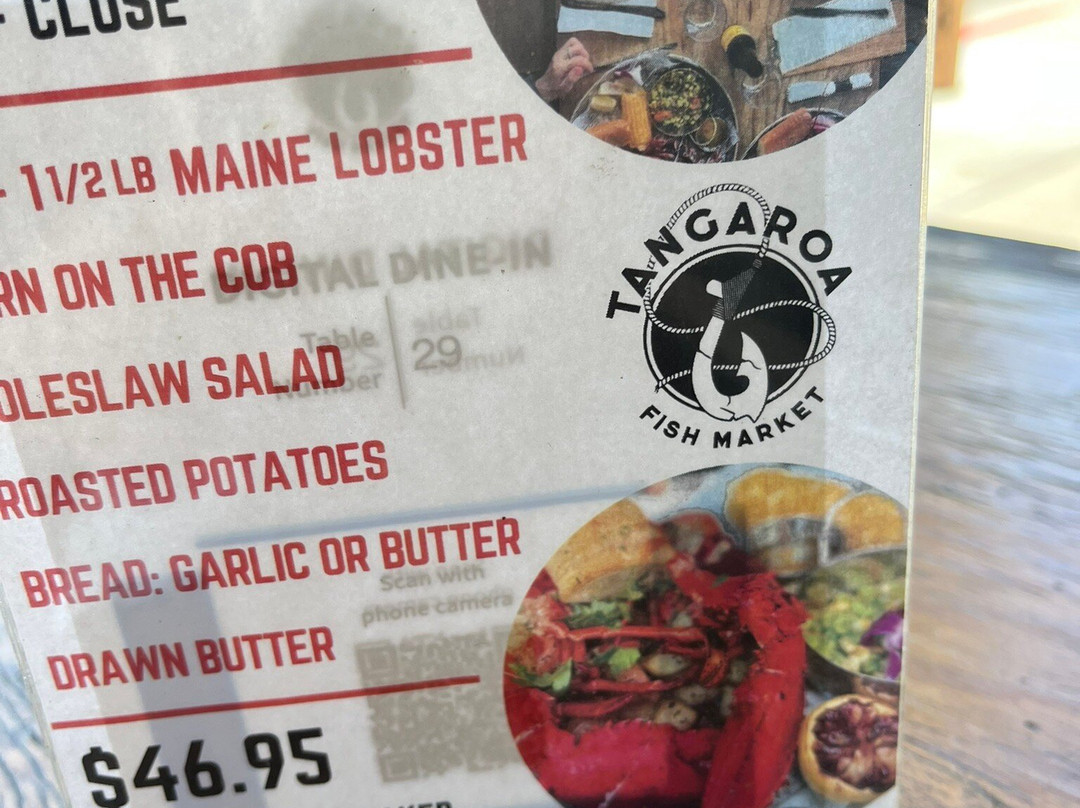 - CLOSE
- 1 1/2 LB MAINE LOBSTER
RN ON THE COB
OLESLAW SALAD
ROASTED POTATOES
BREAD: GARLIC OR BUTTER
DRAWN BUTTER
$46.95
TANGAROA
FISH MARKET
DIGITAL DINE-IN
Table
Number
29
Scan with
phone camera